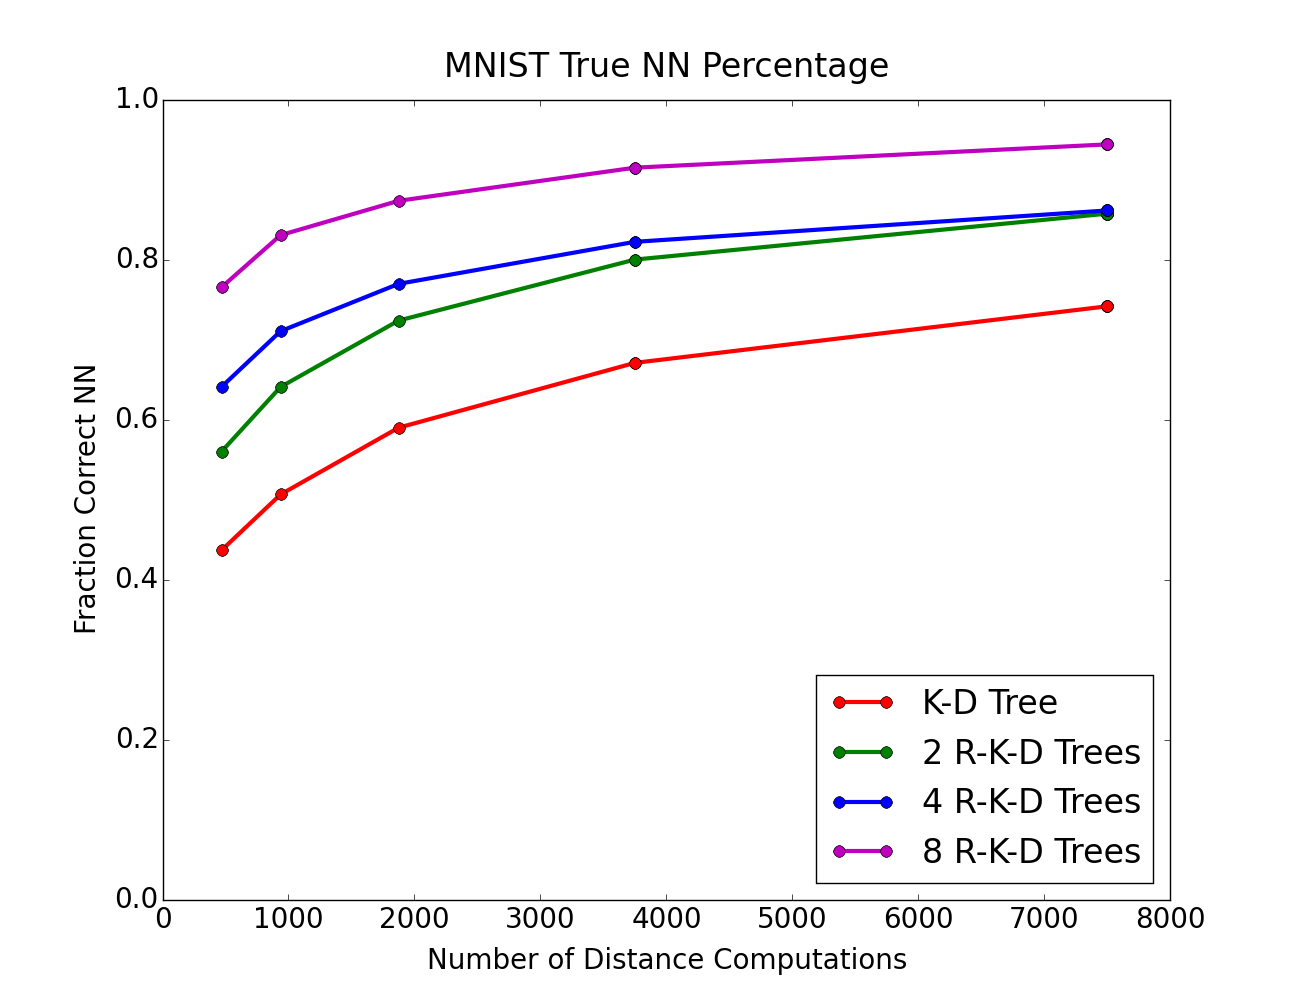 MNIST True NN Percentage
1.0
0.8
0.6
0.4
0.2
0.0
Fraction Correct NN
0 1000 2000 3000 4000 5000 6000 7000 8000
Number of Distance Computations
K-D Tree
2 R-K-D Trees
4 R-K-D Trees
8 R-K-D Trees